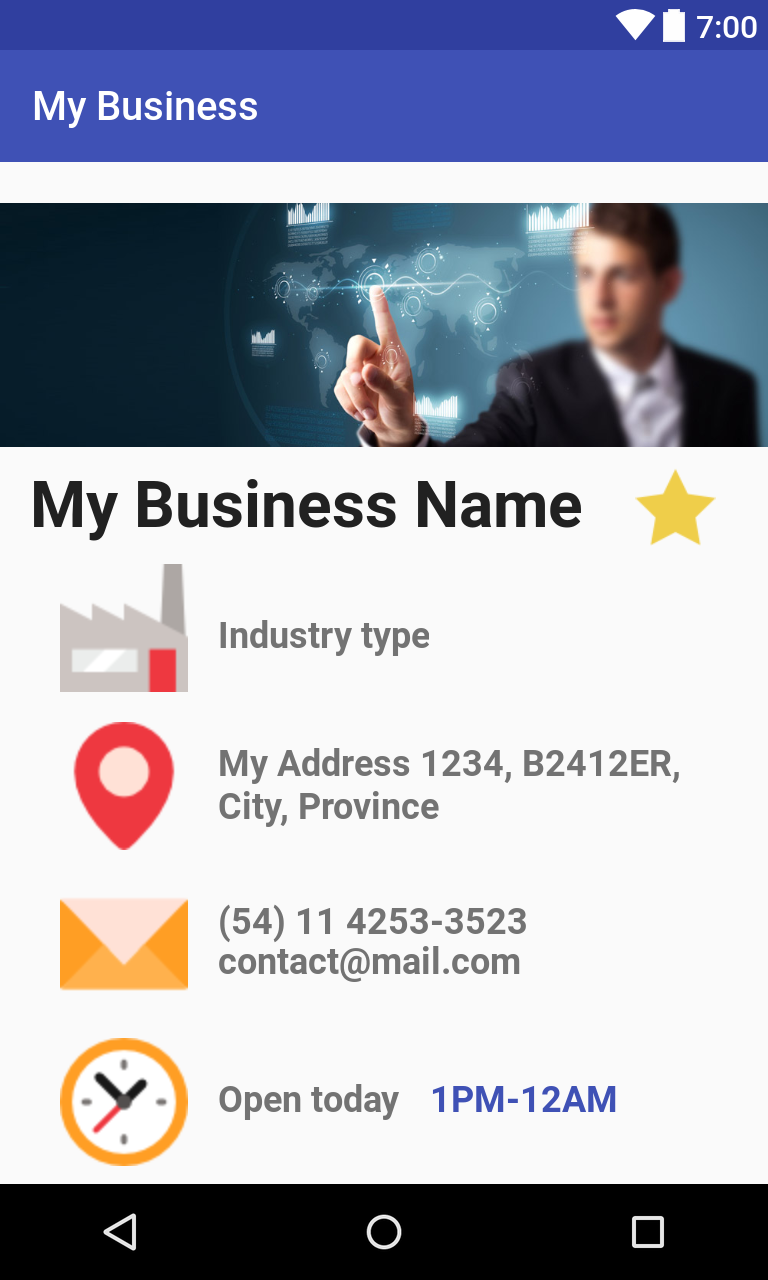 7:00
My Business
My Business Name
Industry type
My Address 1234, B2412ER,
City, Province
(54) 11 4253-3523
contact@mail.com
Open today 1PM-12AM